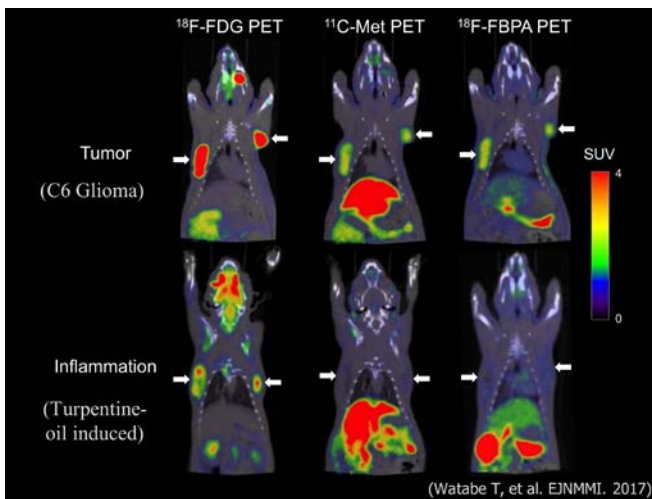 18F-FDG PET 11C-Met PET 18F-FBPA PET
Tumor
(C6 Glioma)
SUV
4
0
Inflammation
(Turpentine-
oil induced)
(Watabe T, et al. EJNMMI. 2017)